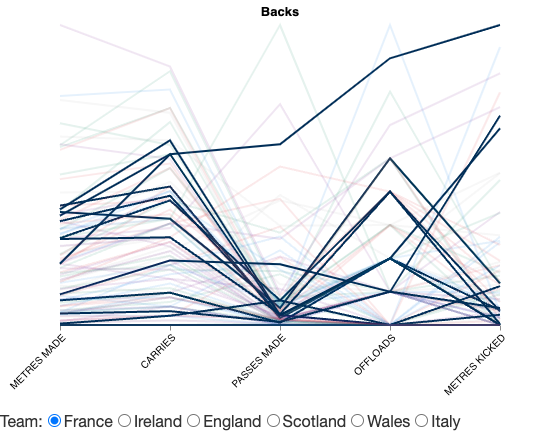 Backs
METRES MADE
CARRIES
PASSES MADE
OFFLOADS
METRES KICKED
Team: France Ireland England Scotland Wales Italy